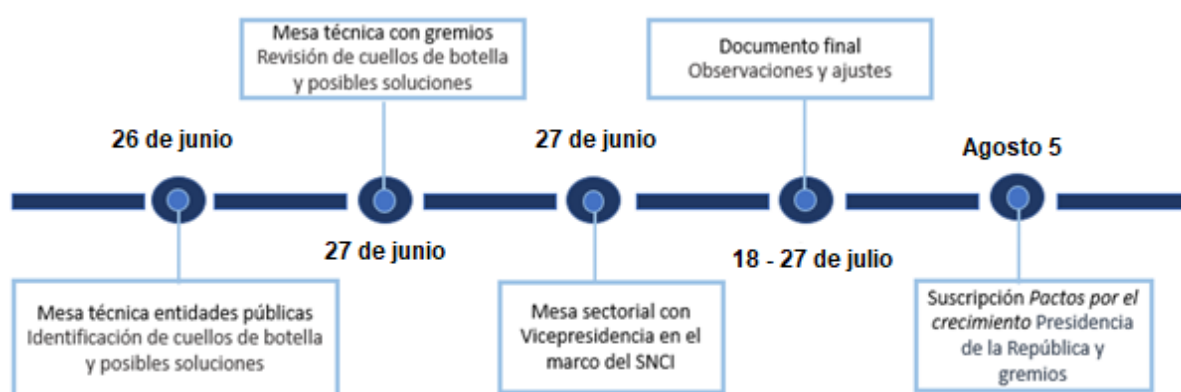 Mesa técnica con gremios
Revisión de cuellos de botella
y posibles soluciones
Documento final
Observaciones y ajustes
26 de junio
27 de junio
Agosto 5
27 de junio
18 - 27 de julio
Mesa técnica entidades públicas
Identificación de cuellos de botella
y posibles soluciones
Mesa sectorial con
Vicepresidencia en el
marco del SNCI
Suscripción Pactos por el
crecimiento Presidencia
de la República y
gremios